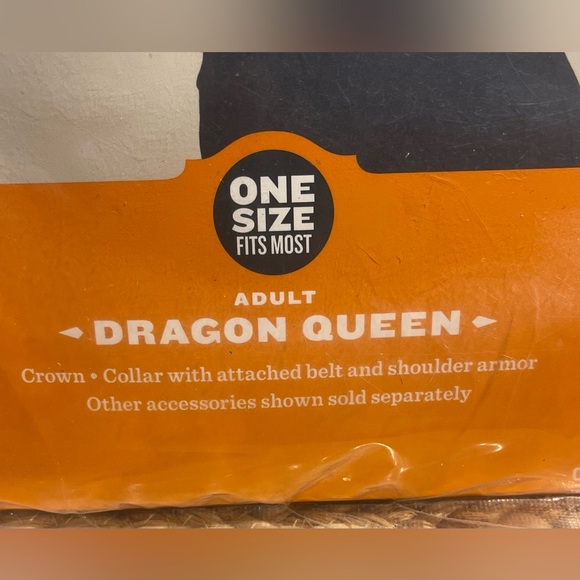 ONE
SIZE
FITS MOST
ADULT
DRAGON QUEEN
Crown • Collar with attached belt and shoulder armor
Other accessories shown sold separately